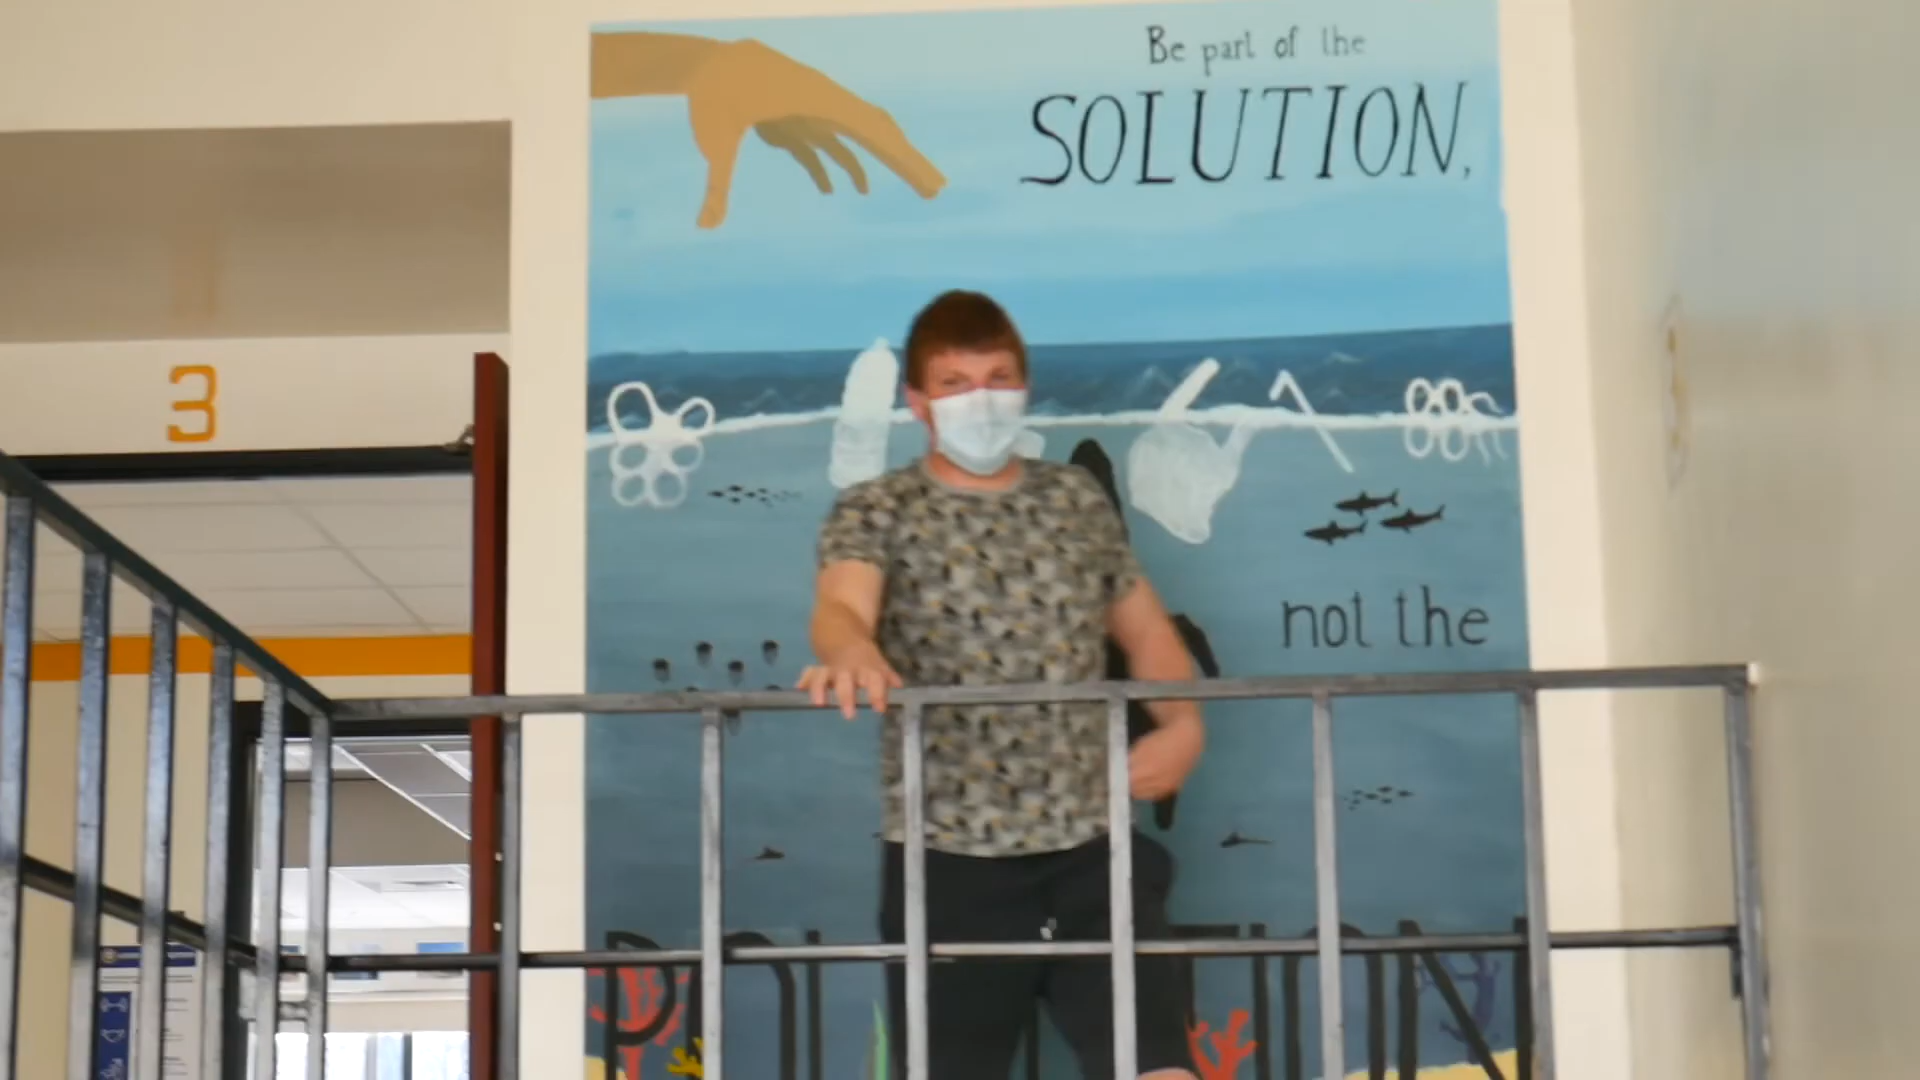 Be part of the
SOLUTION,
3
not the